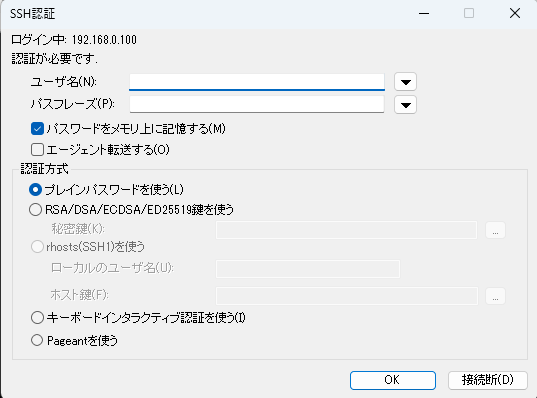 SSH認証
ログイン中: 192.168.0.100
認証が必要です.
ユーザ名(N):
パスフレーズ(P):
パスワードをメモリ上に記憶する(M)
エージェント転送する(O)
認証方式
プレインパスワードを使う(L)
RSA/DSA/ECDSA/ED25519鍵を使う
秘密鍵(K):
...
rhosts(SSH1)を使う
ローカルのユーザ名(U):
ホスト鍵(F):
...
キーボードインタラクティブ認証を使う(I)
Pageantを使う
OK
接続断(D)